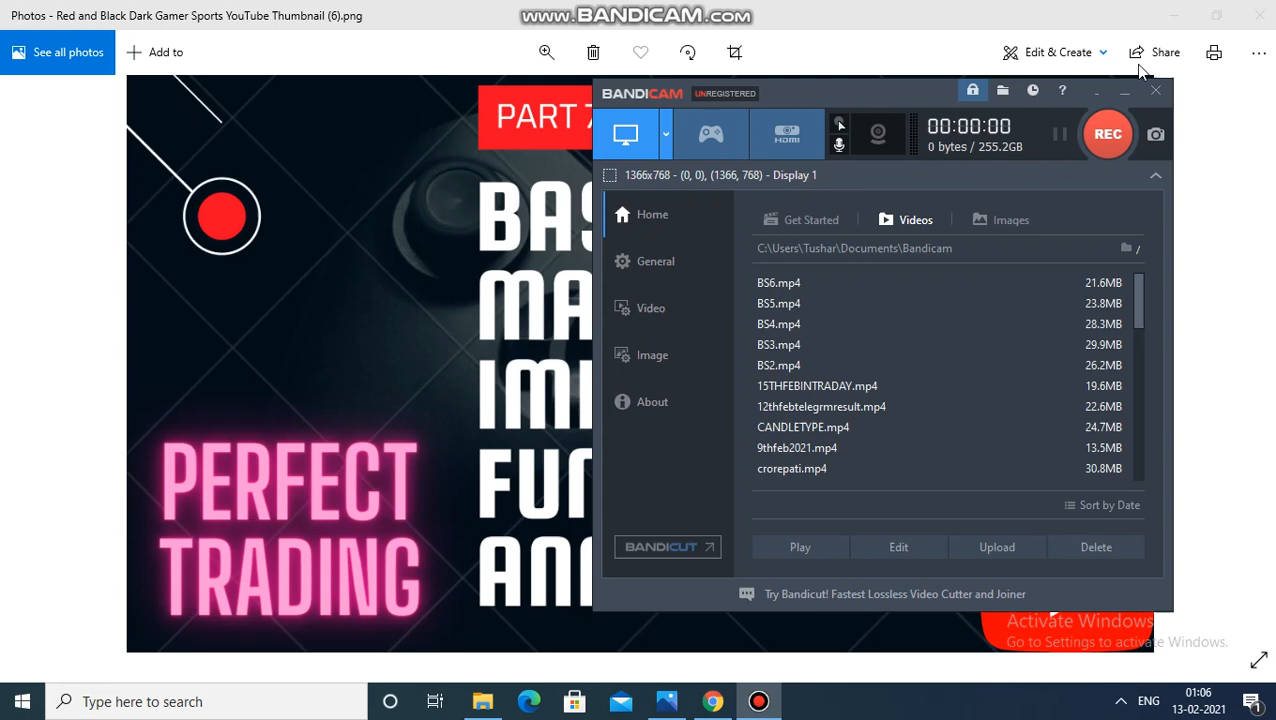 Photos - Red and Black Dark Gamer Sports YouTube Thumbnail (6).png
www.BANDICAM.com
See all photos
Add to
Edit & Create
Share
PART 7
BANDICAM
UNREGISTERED
HDMI
00:00:00
0 bytes / 255.2GB
REC
1366x768 - (0, 0), (1366, 768) - Display 1
Home
General
Video
Image
About
Get Started
Videos
Images
C:\Users\Tushar\Documents\Bandicam
/
BS6.mp4 21.6MB
BS5.mp4 23.8MB
BS4.mp4 28.3MB
BS3.mp4 29.9MB
BS2.mp4 26.2MB
15THFEBINTRADAY.mp4 19.6MB
12thfebtelegrmresult.mp4 22.6MB
CANDLETYPE.mp4 24.7MB
9thfeb2021.mp4 13.5MB
crorepati.mp4 30.8MB
Sort by Date
BANDICUT
Play
Edit
Upload
Delete
Try Bandicut! Fastest Lossless Video Cutter and Joiner
PERFECT
TRADING
Activate Windows
Go to Settings to activate Windows.
Type here to search
ENG
01:06
13-02-2021
1